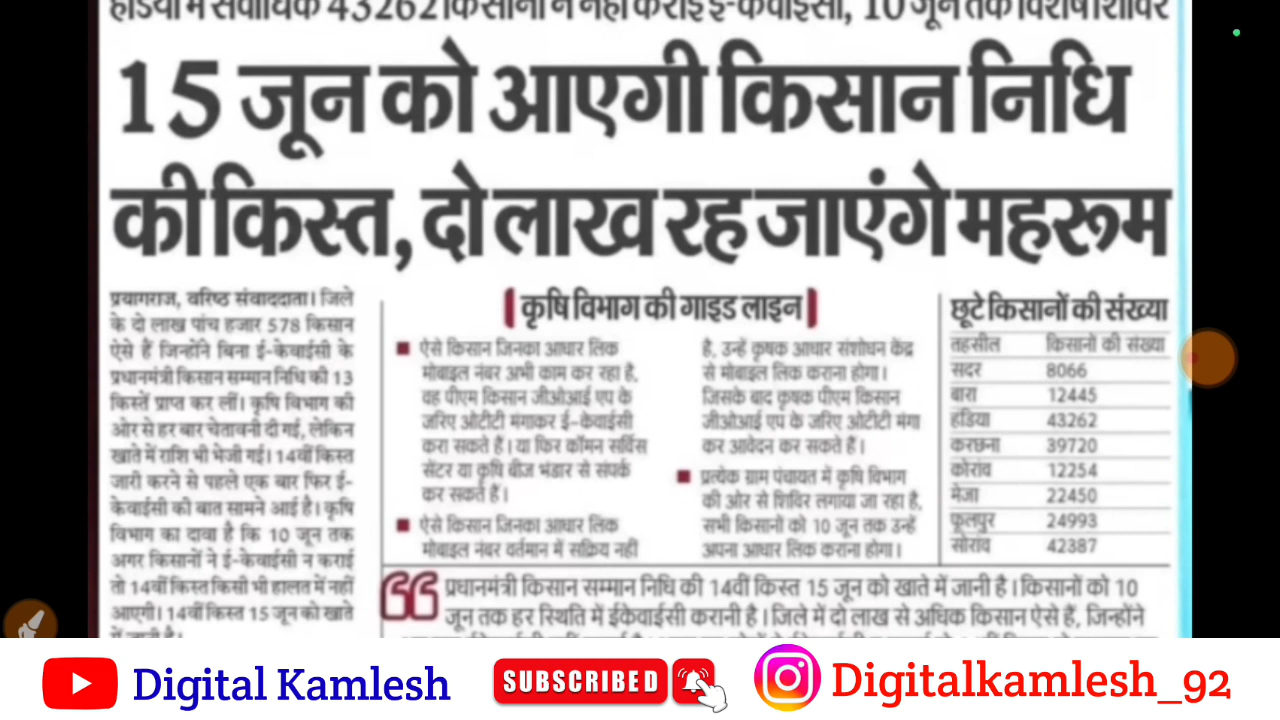 हंडिया में सर्वाधिक 43262 किसानों ने नहीं कराई ई-केवाईसी, 10 जून तक विशेष शिविर
15 जून को आएगी किसान निधि
की किस्त, दो लाख रह जाएंगे महरूम
प्रयागराज, वरिष्ठ संवाददाता। जिले
के दो लाख पांच हजार 578 किसान
ऐसे हैं जिन्होंने बिना ई-केवाईसी के
प्रधानमंत्री किसान सम्मान निधि की 13
किस्तें प्राप्त कर लीं। कृषि विभाग की
ओर से हर बार चेतावनी दी गई, लेकिन
खाते में राशि भी भेजी गई। 14वीं किस्त
जारी करने से पहले एक बार फिर ई-
केवाईसी की बात सामने आई है। कृषि
विभाग का दावा है कि 10 जून तक
अगर किसानों ने ई-केवाईसी न कराई
तो 14वीं किस्त किसी भी हालत में नहीं
आएगी। 14वीं किस्त 15 जून को खाते
में जानी है।
कृषि विभाग की गाइड लाइन
ऐसे किसान जिनका आधार लिंक
मोबाइल नंबर अभी काम कर रहा है,
वह पीएम किसान जीओआई एप के
जरिए ओटीटी मंगाकर ई-केवाईसी
करा सकते हैं। या फिर कॉमन सर्विस
सेंटर या कृषि बीज भंडार से संपर्क
कर सकते हैं।
ऐसे किसान जिनका आधार लिंक
मोबाइल नंबर वर्तमान में सक्रिय नहीं
है, उन्हें कृषक आधार संशोधन केंद्र
से मोबाइल लिंक कराना होगा।
जिसके बाद कृषक पीएम किसान
जीओआई एप के जरिए ओटीटी मंगा
कर आवेदन कर सकते हैं।
प्रत्येक ग्राम पंचायत में कृषि विभाग
की ओर से शिविर लगाया जा रहा है,
सभी किसानों को 10 जून तक उन्हें
अपना आधार लिंक कराना होगा।
छूटे किसानों की संख्या
तहसील किसानों की संख्या
सदर 8066
बारा 12445
हंडिया 43262
करछना 39720
कोरांव 12254
मेजा 22450
फूलपुर 24993
सोरांव 42387
प्रधानमंत्री किसान सम्मान निधि की 14वीं किस्त 15 जून को खाते में जानी है। किसानों को 10
जून तक हर स्थिति में ईकेवाईसी करानी है। जिले में दो लाख से अधिक किसान ऐसे हैं, जिन्होंने
Digital Kamlesh
SUBSCRIBED
Digitalkamlesh_92